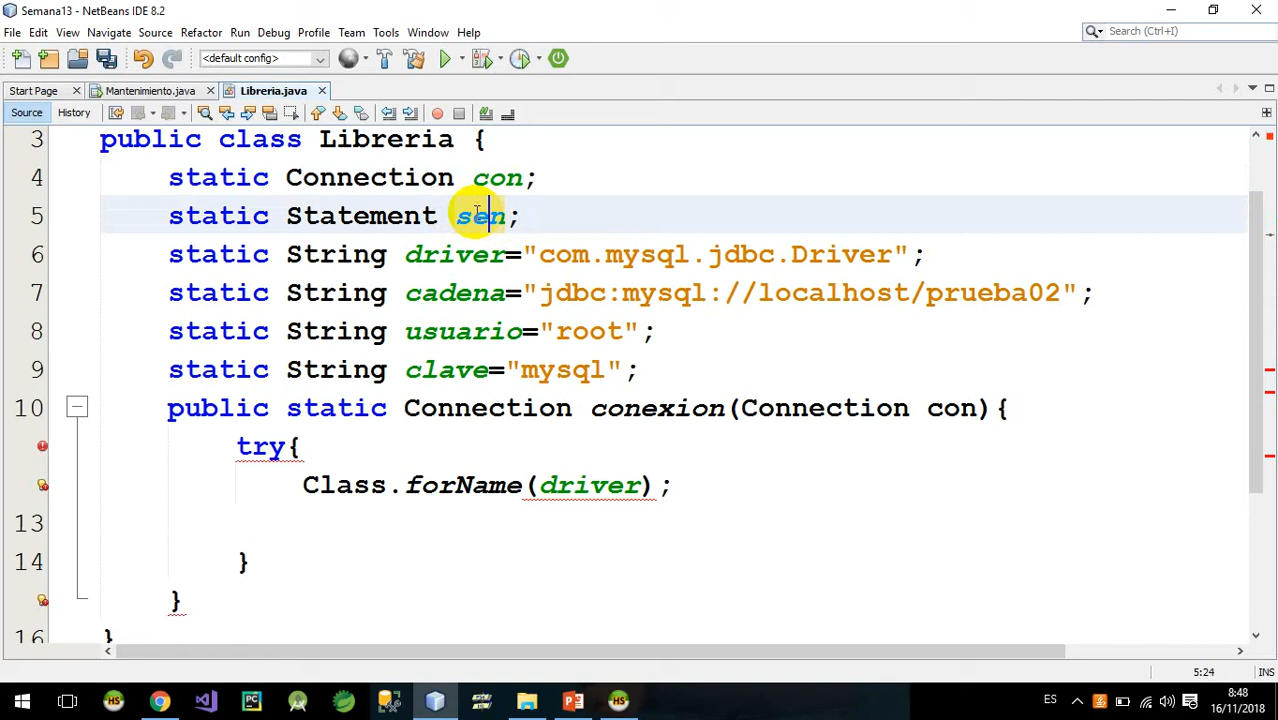 Semana13 - NetBeans IDE 8.2
File Edit View Navigate Source Refactor Run Debug Profile Team Tools Window Help
Search (Ctrl+I)
<default config>
Start Page Mantenimiento.java Libreria.java
Source History
3 public class Libreria {
4 static Connection con;
5 static Statement sen;
6 static String driver="com.mysql.jdbc.Driver";
7 static String cadena="jdbc:mysql://localhost/prueba02";
8 static String usuario="root";
9 static String clave="mysql";
10 public static Connection conexion(Connection con){
try{
Class.forName(driver);
13
14 }
}
16 }
5:24 INS
HS PC HS ES 8:48
16/11/2018